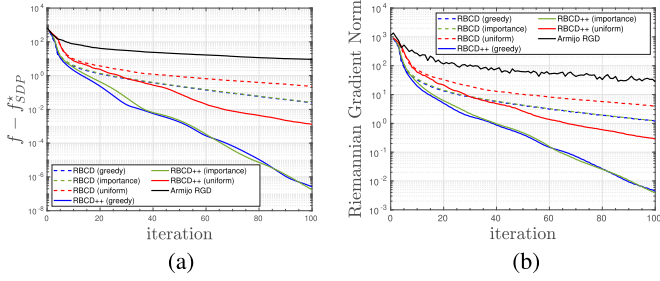 f − f*SDP
10^4
10^2
10^0
10^-2
10^-4
10^-6
10^-8
RBCD (greedy)
RBCD (importance)
RBCD (uniform)
RBCD++ (greedy)
RBCD++ (importance)
RBCD++ (uniform)
Armijo RGD
0 20 40 60 80 100
iteration
(a)
Riemannian Gradient Norm
10^4
10^3
10^2
10^1
10^0
10^-1
10^-2
10^-3
RBCD (greedy)
RBCD (importance)
RBCD (uniform)
RBCD++ (greedy)
RBCD++ (importance)
RBCD++ (uniform)
Armijo RGD
0 20 40 60 80 100
iteration
(b)